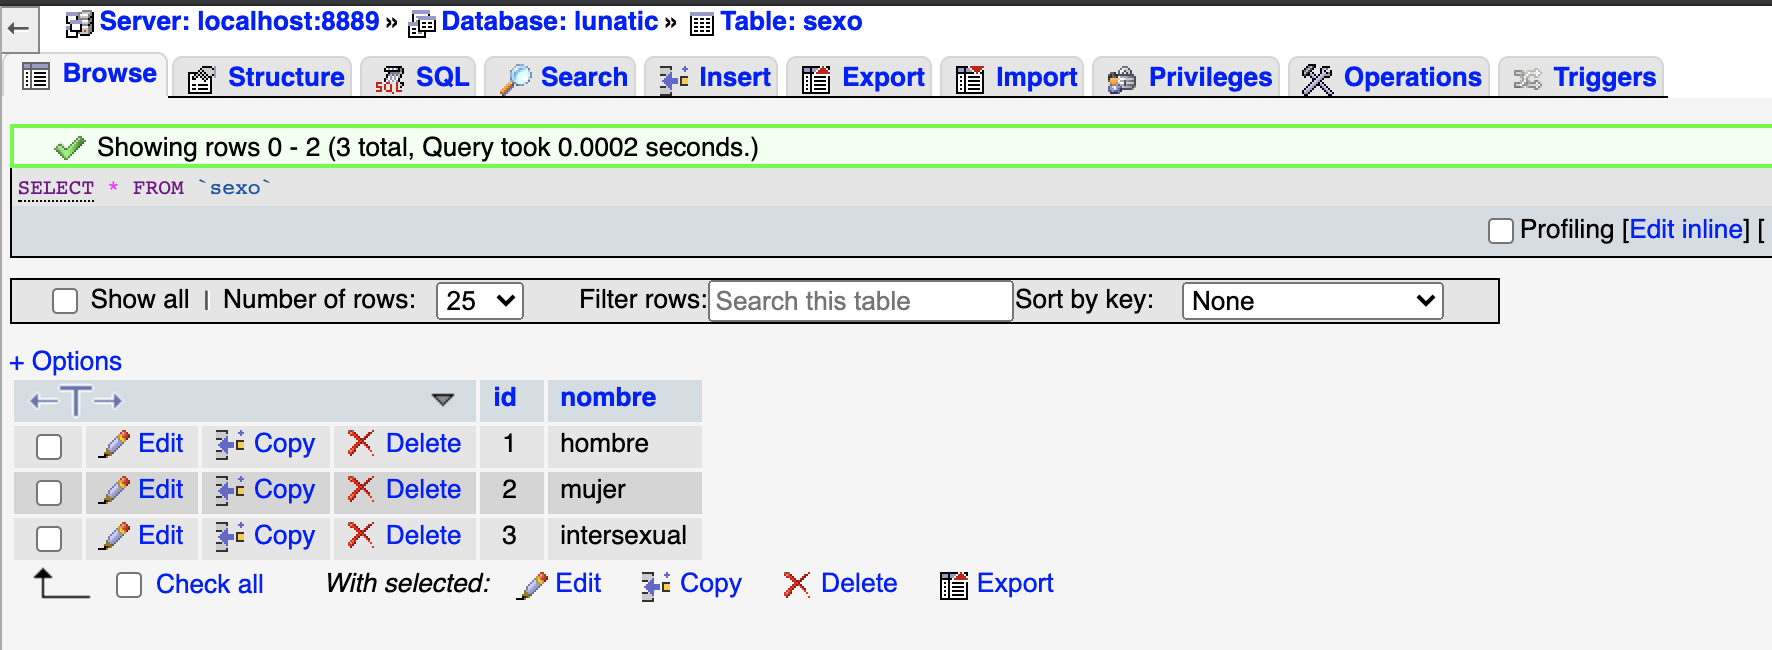 Server: localhost:8889 » Database: lunatic » Table: sexo
Browse Structure SQL Search Insert Export Import Privileges Operations Triggers
Showing rows 0 - 2 (3 total, Query took 0.0002 seconds.)
SELECT * FROM `sexo`
Profiling [Edit inline] [
Show all | Number of rows: 25 Filter rows: Search this table Sort by key: None
+ Options
←T→ id nombre
Edit Copy Delete 1 hombre
Edit Copy Delete 2 mujer
Edit Copy Delete 3 intersexual
Check all With selected: Edit Copy Delete Export